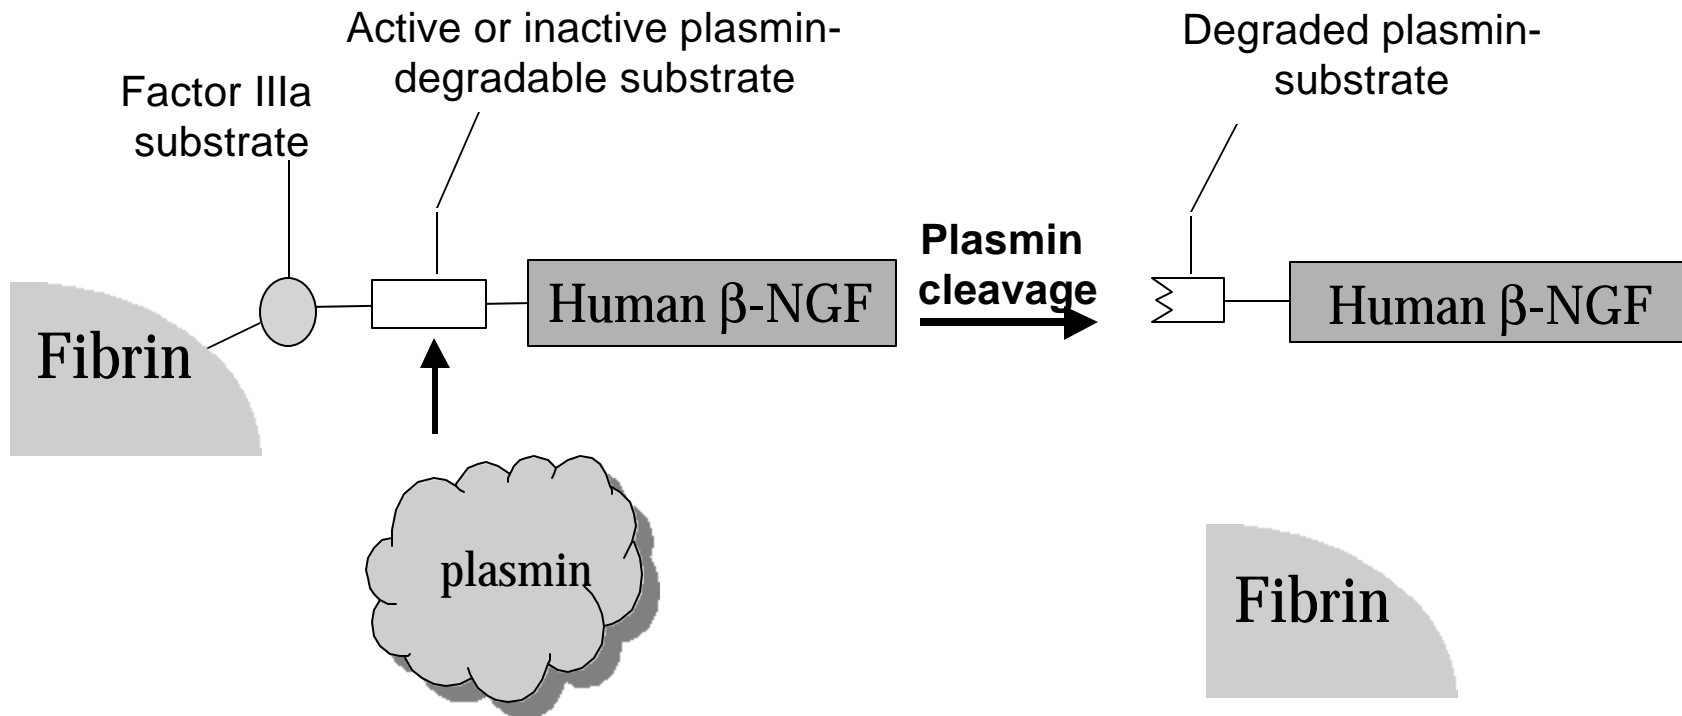 Active or inactive plasmin-
degradable substrate
Factor IIIa
substrate
Degraded plasmin-
substrate
Plasmin
cleavage
Human β-NGF
Human β-NGF
Fibrin
plasmin
Fibrin